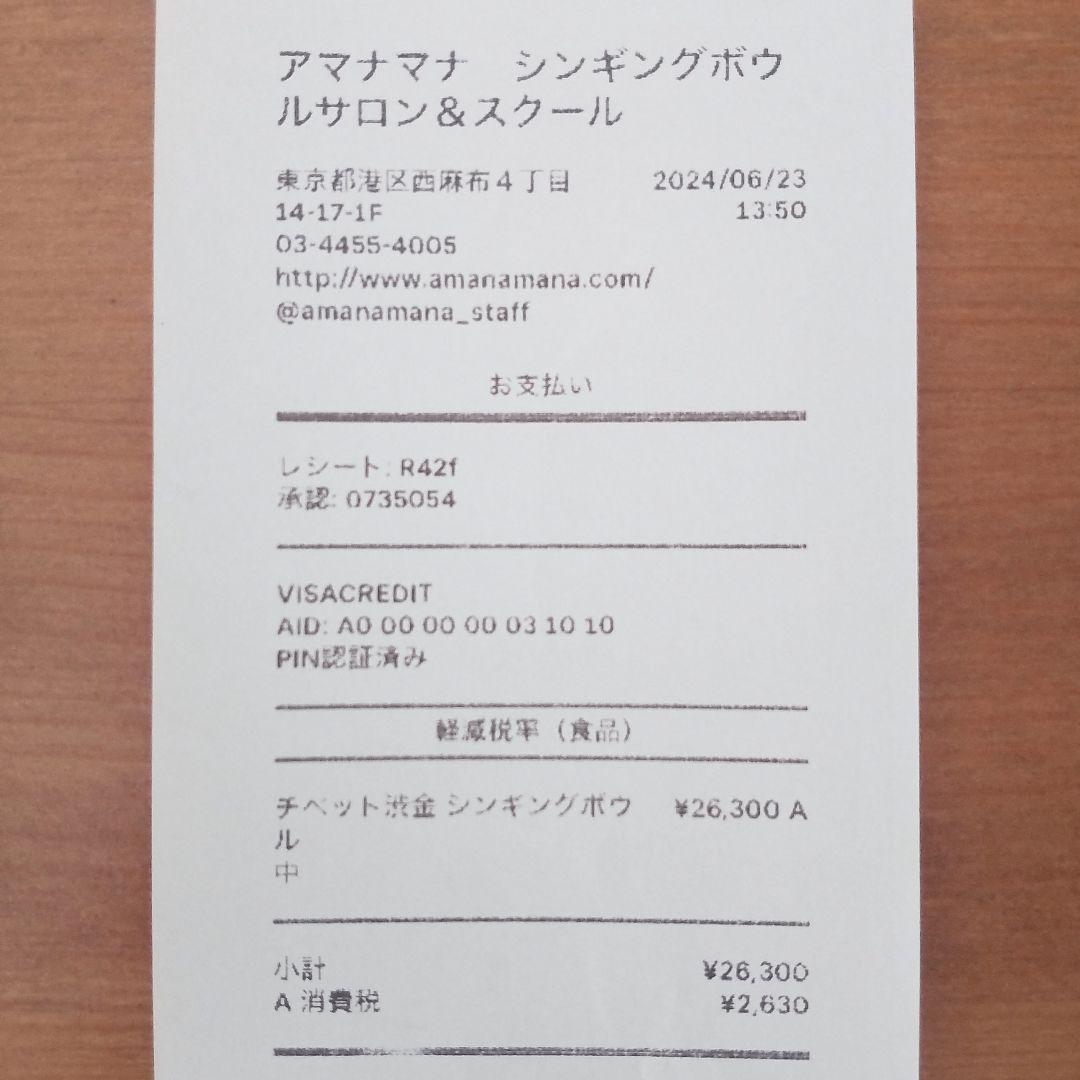 アマナマナ　シンギングボウ
ルサロン＆スクール
東京都港区西麻布４丁目 2024/06/23
14-17-1F 13:50
03-4455-4005
http://www.amanamana.com/
@amanamana_staff
お支払い
レシート: R42f
承認: 0735054
VISACREDIT
AID: A0 00 00 00 03 10 10
PIN認証済み
軽減税率（食品）
チベット渋金 シンギングボウ ¥26,300 A
ル
中
小計 ¥26,300
A 消費税 ¥2,630